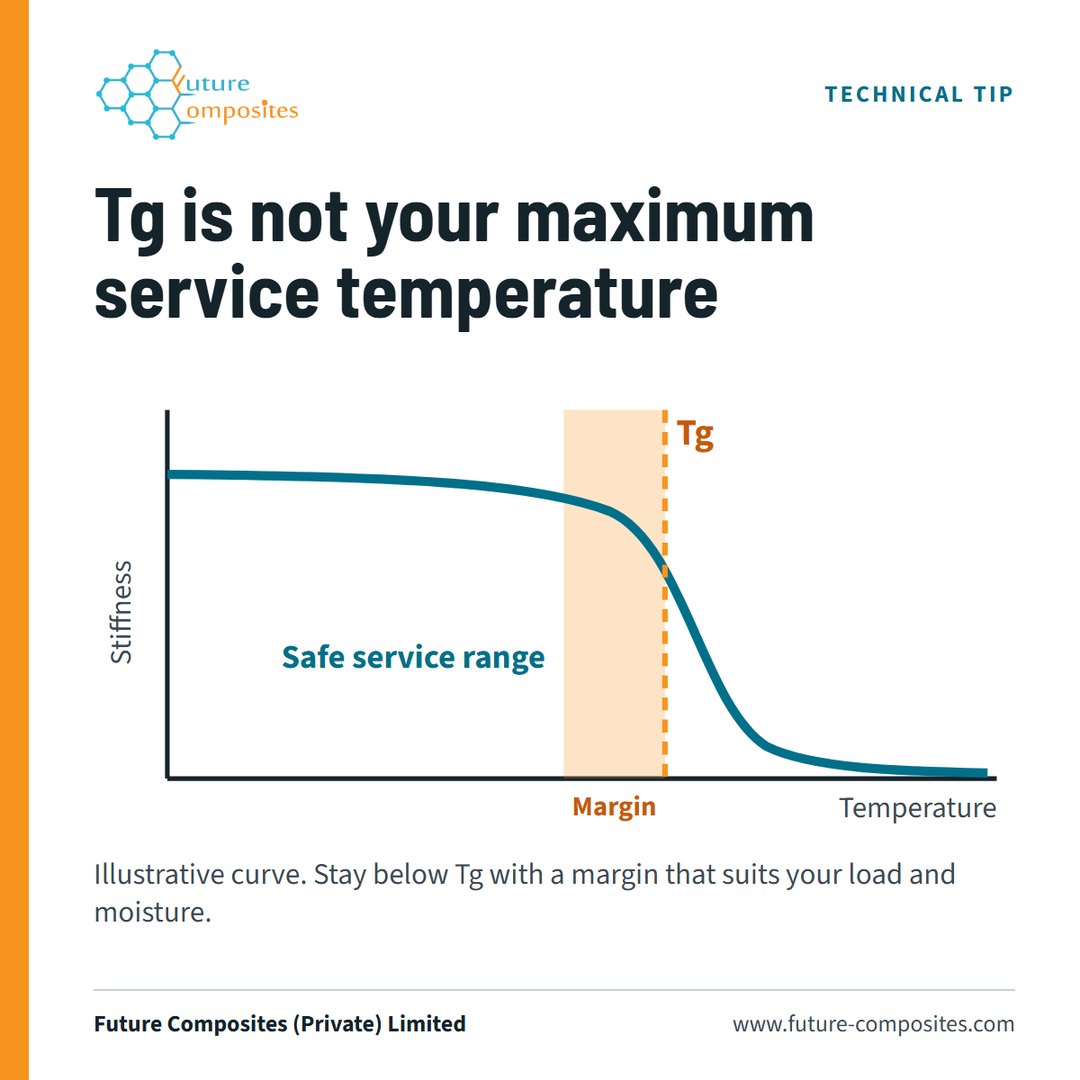 uture
omposites
TECHNICAL TIP
Tg is not your maximum
service temperature
Tg
Stiffness
Safe service range
Margin
Temperature
Illustrative curve. Stay below Tg with a margin that suits your load and
moisture.
Future Composites (Private) Limited
www.future-composites.com